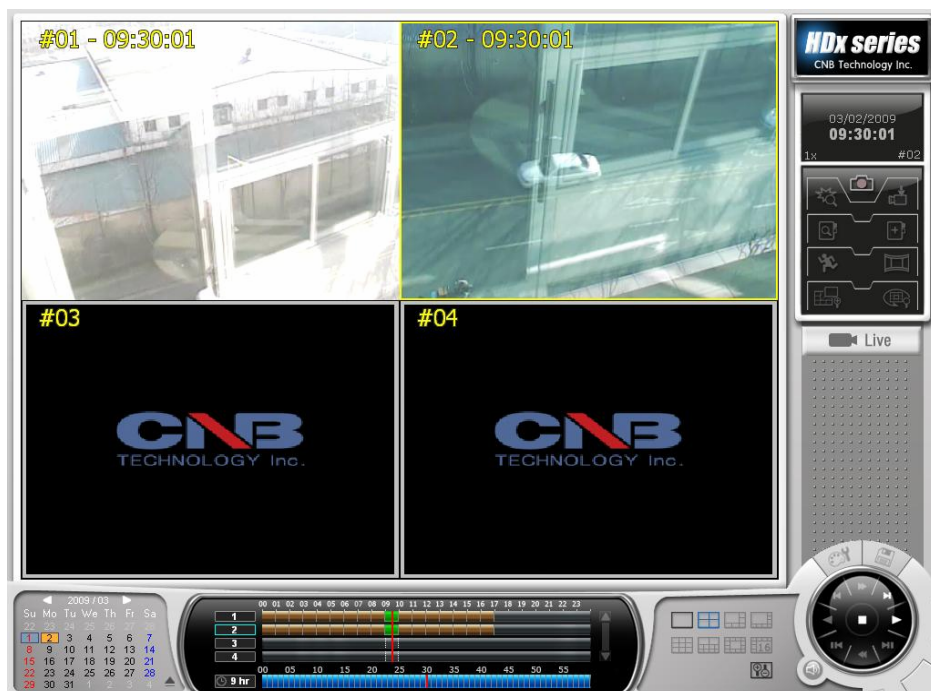 #01 - 09:30:01
#02 - 09:30:01
HDx series
CNB Technology Inc.
03/02/2009
09:30:01
1x #02
#03
#04
CNB
TECHNOLOGY Inc.
CNB
TECHNOLOGY Inc.
Live
2009 / 03
Su Mo Tu We Th Fr Sa
22 23 24 25 26 27 28
1 2 3 4 5 6 7
8 9 10 11 12 13 14
15 16 17 18 19 20 21
22 23 24 25 26 27 28
29 30 31 1 2 3 4
00 01 02 03 04 05 06 07 08 09 10 11 12 13 14 15 16 17 18 19 20 21 22 23
1
2
3
4
00 05 10 15 20 25 30 35 40 45 50 55
9 hr
16